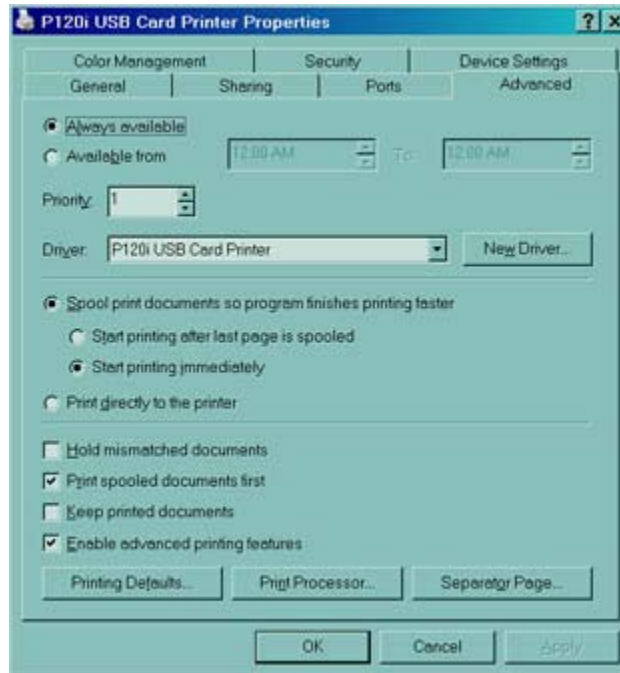 P120i USB Card Printer Properties
Color Management Security Device Settings
General Sharing Ports Advanced
Always available
Available from 12:00 AM To 12:00 AM
Priority: 1
Driver: P120i USB Card Printer New Driver...
Spool print documents so program finishes printing faster
Start printing after last page is spooled
Start printing immediately
Print directly to the printer
Hold mismatched documents
Print spooled documents first
Keep printed documents
Enable advanced printing features
Printing Defaults... Print Processor... Separator Page...
OK Cancel Apply